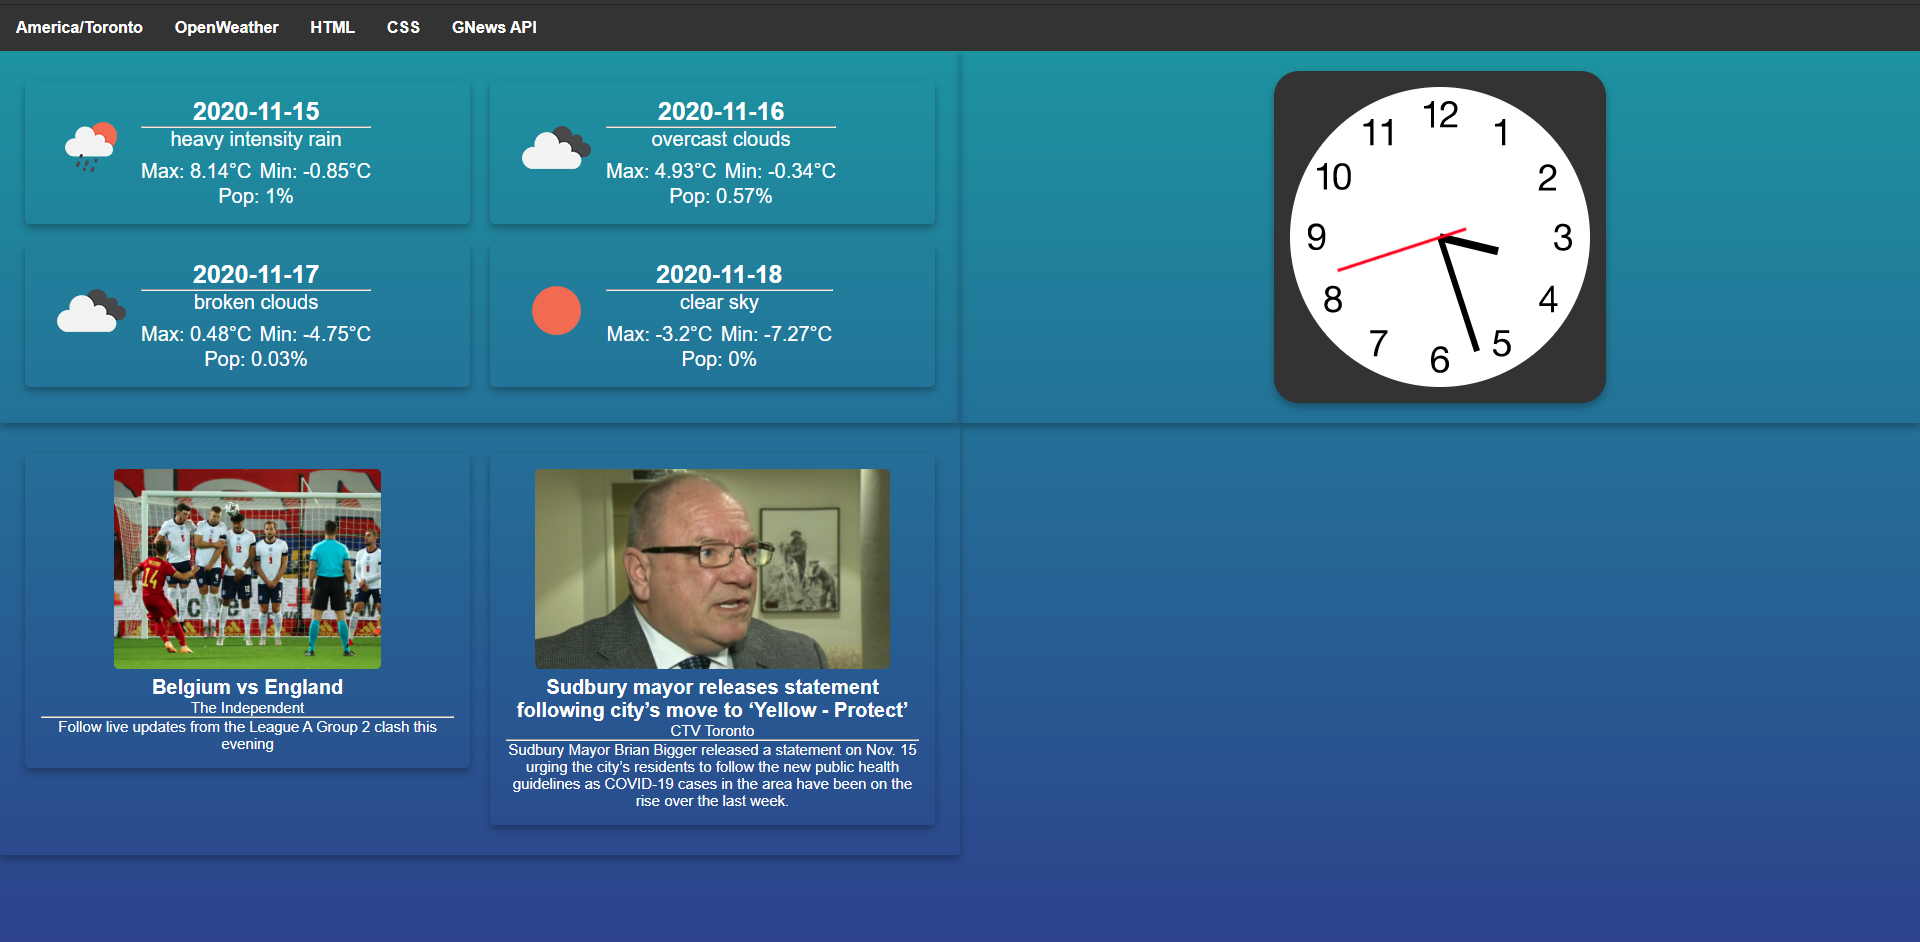 America/Toronto OpenWeather HTML CSS GNews API
2020-11-15
heavy intensity rain
Max: 8.14°C Min: -0.85°C
Pop: 1%
2020-11-16
overcast clouds
Max: 4.93°C Min: -0.34°C
Pop: 0.57%
2020-11-17
broken clouds
Max: 0.48°C Min: -4.75°C
Pop: 0.03%
2020-11-18
clear sky
Max: -3.2°C Min: -7.27°C
Pop: 0%
12
1
2
3
4
5
6
7
8
9
10
11
14
Belgium vs England
The Independent
Follow live updates from the League A Group 2 clash this
evening
Sudbury mayor releases statement
following city’s move to ‘Yellow - Protect’
CTV Toronto
Sudbury Mayor Brian Bigger released a statement on Nov. 15
urging the city’s residents to follow the new public health
guidelines as COVID-19 cases in the area have been on the
rise over the last week.